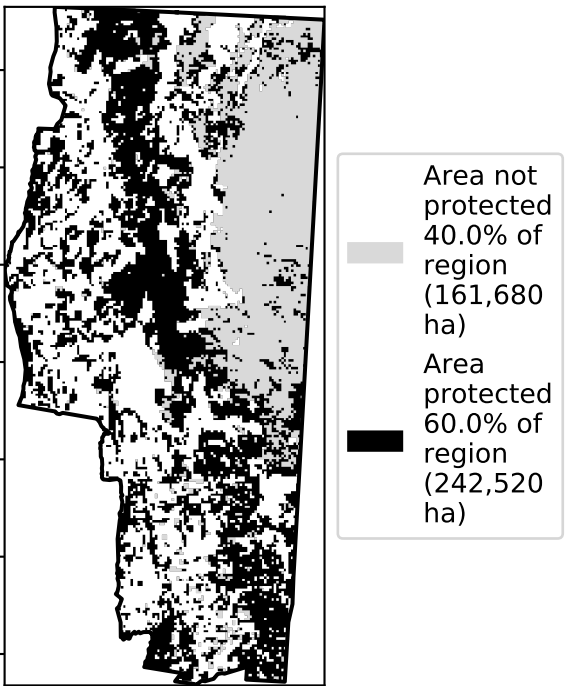 Area not
protected
40.0% of
region
(161,680
ha)
Area
protected
60.0% of
region
(242,520
ha)